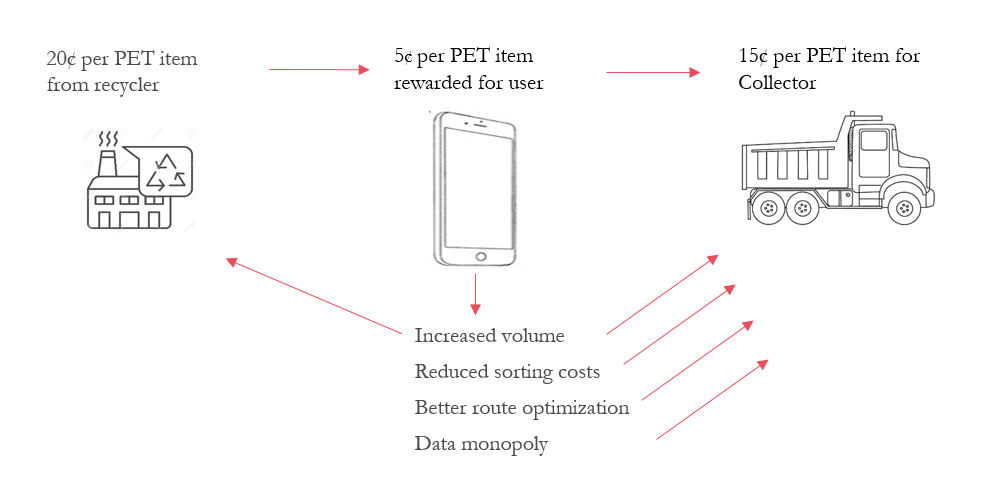 20¢ per PET item
from recycler
5¢ per PET item
rewarded for user
15¢ per PET item for
Collector
Increased volume
Reduced sorting costs
Better route optimization
Data monopoly